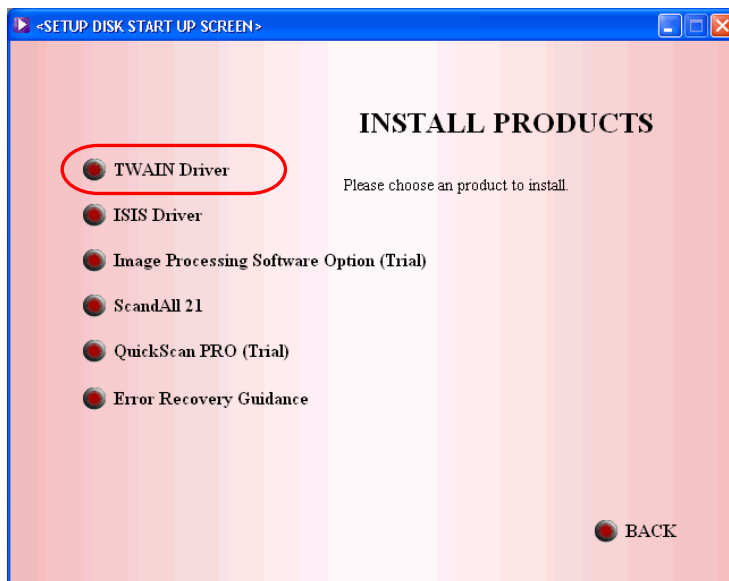 <SETUP DISK START UP SCREEN>
INSTALL PRODUCTS
TWAIN Driver
Please choose an product to install.
ISIS Driver
Image Processing Software Option (Trial)
ScandAll 21
QuickScan PRO (Trial)
Error Recovery Guidance
BACK